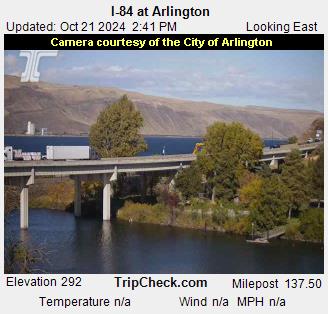 I-84 at Arlington
Updated: Oct 21 2024 2:41 PM Looking East
Camera courtesy of the City of Arlington
Elevation 292 TripCheck.com Milepost 137.50
Temperature n/a Wind n/a MPH n/a